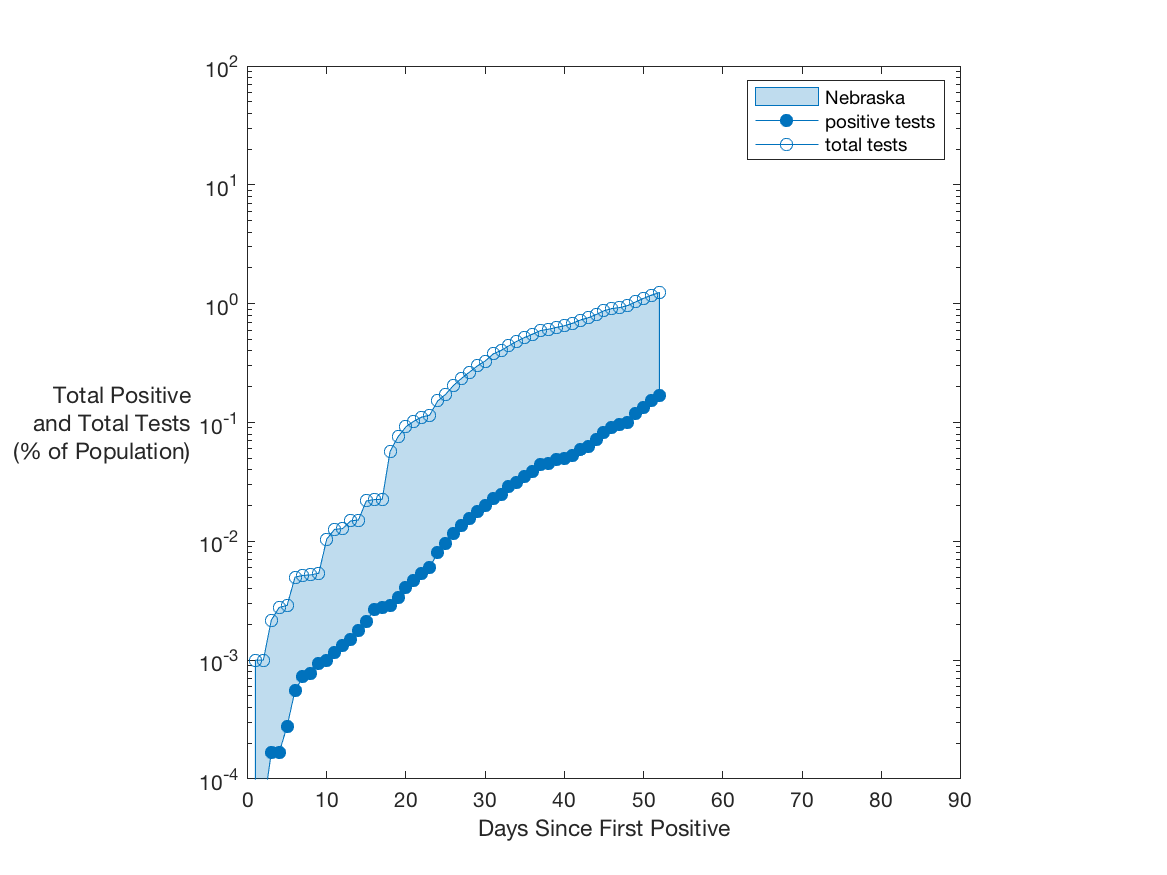 10^2
10^1
10^0
10^-1
10^-2
10^-3
10^-4
Total Positive
and Total Tests
(% of Population)
Nebraska
positive tests
total tests
0 10 20 30 40 50 60 70 80 90
Days Since First Positive